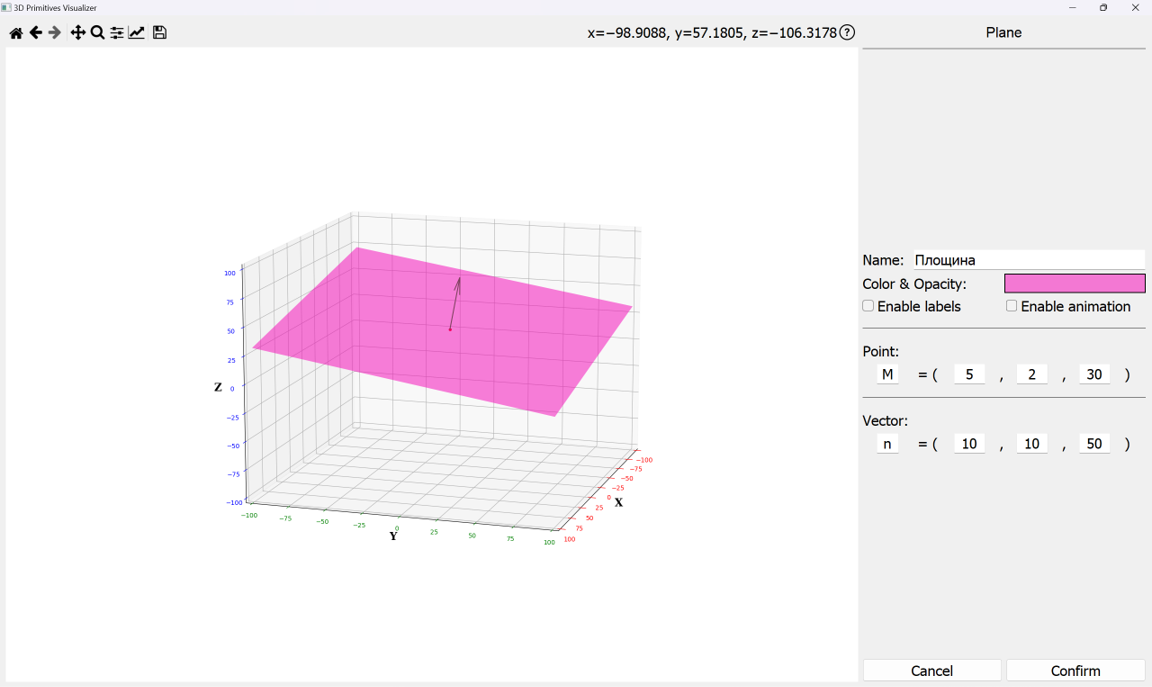 3D Primitives Visualizer
x=−98.9088, y=57.1805, z=−106.3178 ?
Plane
Name: Площина
Color & Opacity:
Enable labels Enable animation
Point:
M = ( 5 , 2 , 30 )
Vector:
n = ( 10 , 10 , 50 )
100
75
50
25
Z 0
−25
−50
−75
−100
−100
−75
−50
−25
0
25
50
75
100
Y
−100
−75
−50
−25
0
25
50
75
100
X
Cancel Confirm